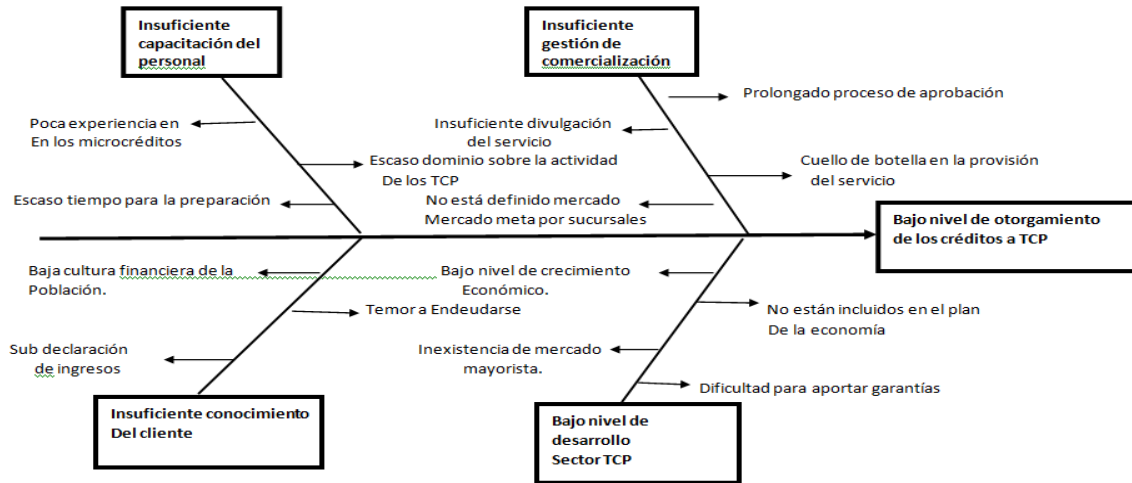 Insuficiente
capacitación del
personal
Insuficiente
gestión de
comercialización
Prolongado proceso de aprobación
Poca experiencia en
En los microcréditos
Insuficiente divulgación
del servicio
Escaso dominio sobre la actividad
De los TCP
Cuello de botella en la provisión
del servicio
Escaso tiempo para la preparación
No está definido mercado
Mercado meta por sucursales
Bajo nivel de otorgamiento
de los créditos a TCP
Baja cultura financiera de la
Población.
Bajo nivel de crecimiento
Económico.
Temor a Endeudarse
No están incluidos en el plan
De la economía
Sub declaración
de ingresos
Inexistencia de mercado
mayorista.
Dificultad para aportar garantías
Insuficiente conocimiento
Del cliente
Bajo nivel de
desarrollo
Sector TCP